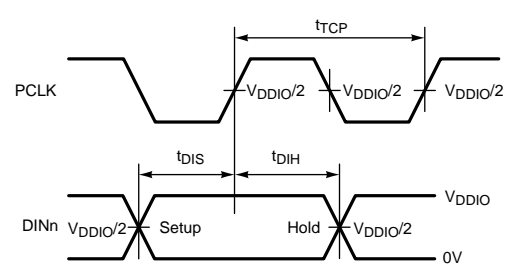 tTCP
PCLK VDDIO/2 VDDIO/2 VDDIO/2
tDIS tDIH
VDDIO
DINn VDDIO/2 Setup Hold VDDIO/2
0V